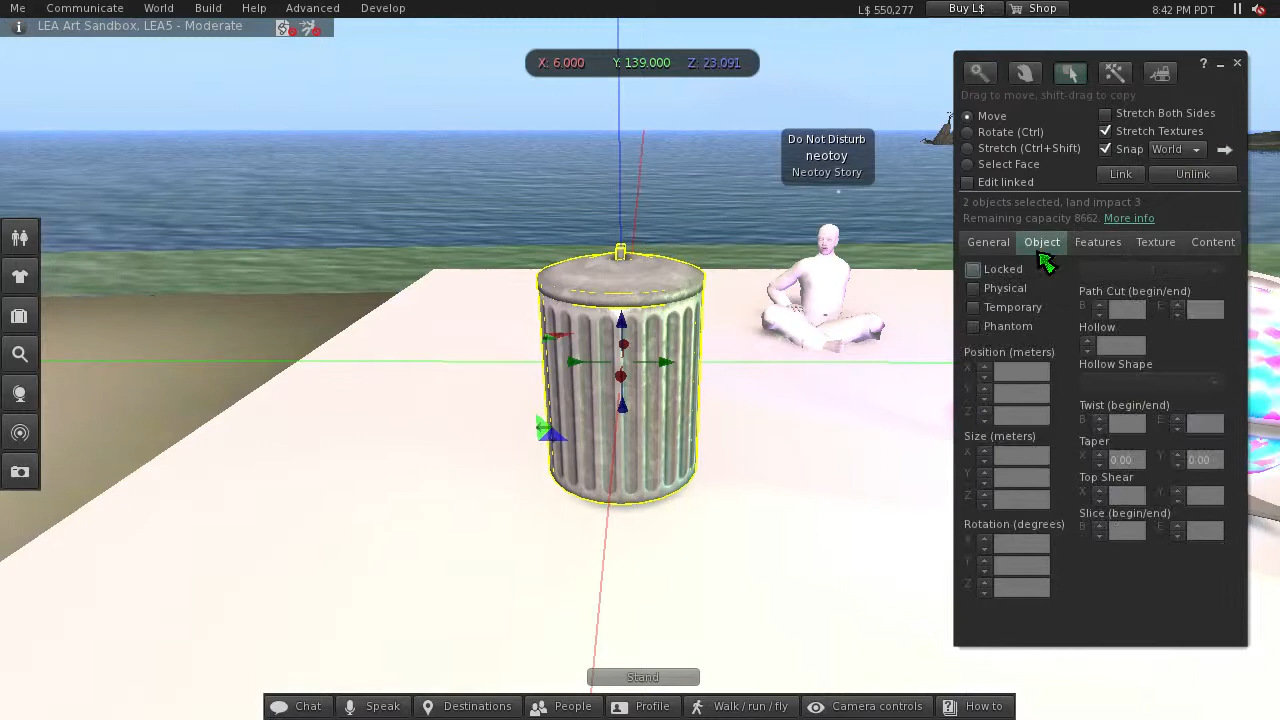 Me Communicate World Build Help Advanced Develop L$ 550,277 Buy L$ Shop 8:42 PM PDT
LEA Art Sandbox, LEA5 - Moderate
X: 6.000 Y: 139.000 Z: 23.091
Do Not Disturb
neotoy
Neotoy Story
Drag to move, shift-drag to copy
Move
Rotate (Ctrl)
Stretch (Ctrl+Shift)
Select Face
Edit linked
Stretch Both Sides
Stretch Textures
Snap World
Link Unlink
2 objects selected, land impact 3
Remaining capacity 8662. More info
General Object Features Texture Content
Locked
Physical
Temporary
Phantom
Position (meters)
X
Y
Z
Size (meters)
X
Y
Z
Rotation (degrees)
X
Y
Z
Path Cut (begin/end)
B E
Hollow
Hollow Shape
Twist (begin/end)
B E
Taper
X 0.00 Y 0.00
Top Shear
X Y
Slice (begin/end)
B E
Stand
Chat Speak Destinations People Profile Walk / run / fly Camera controls How to